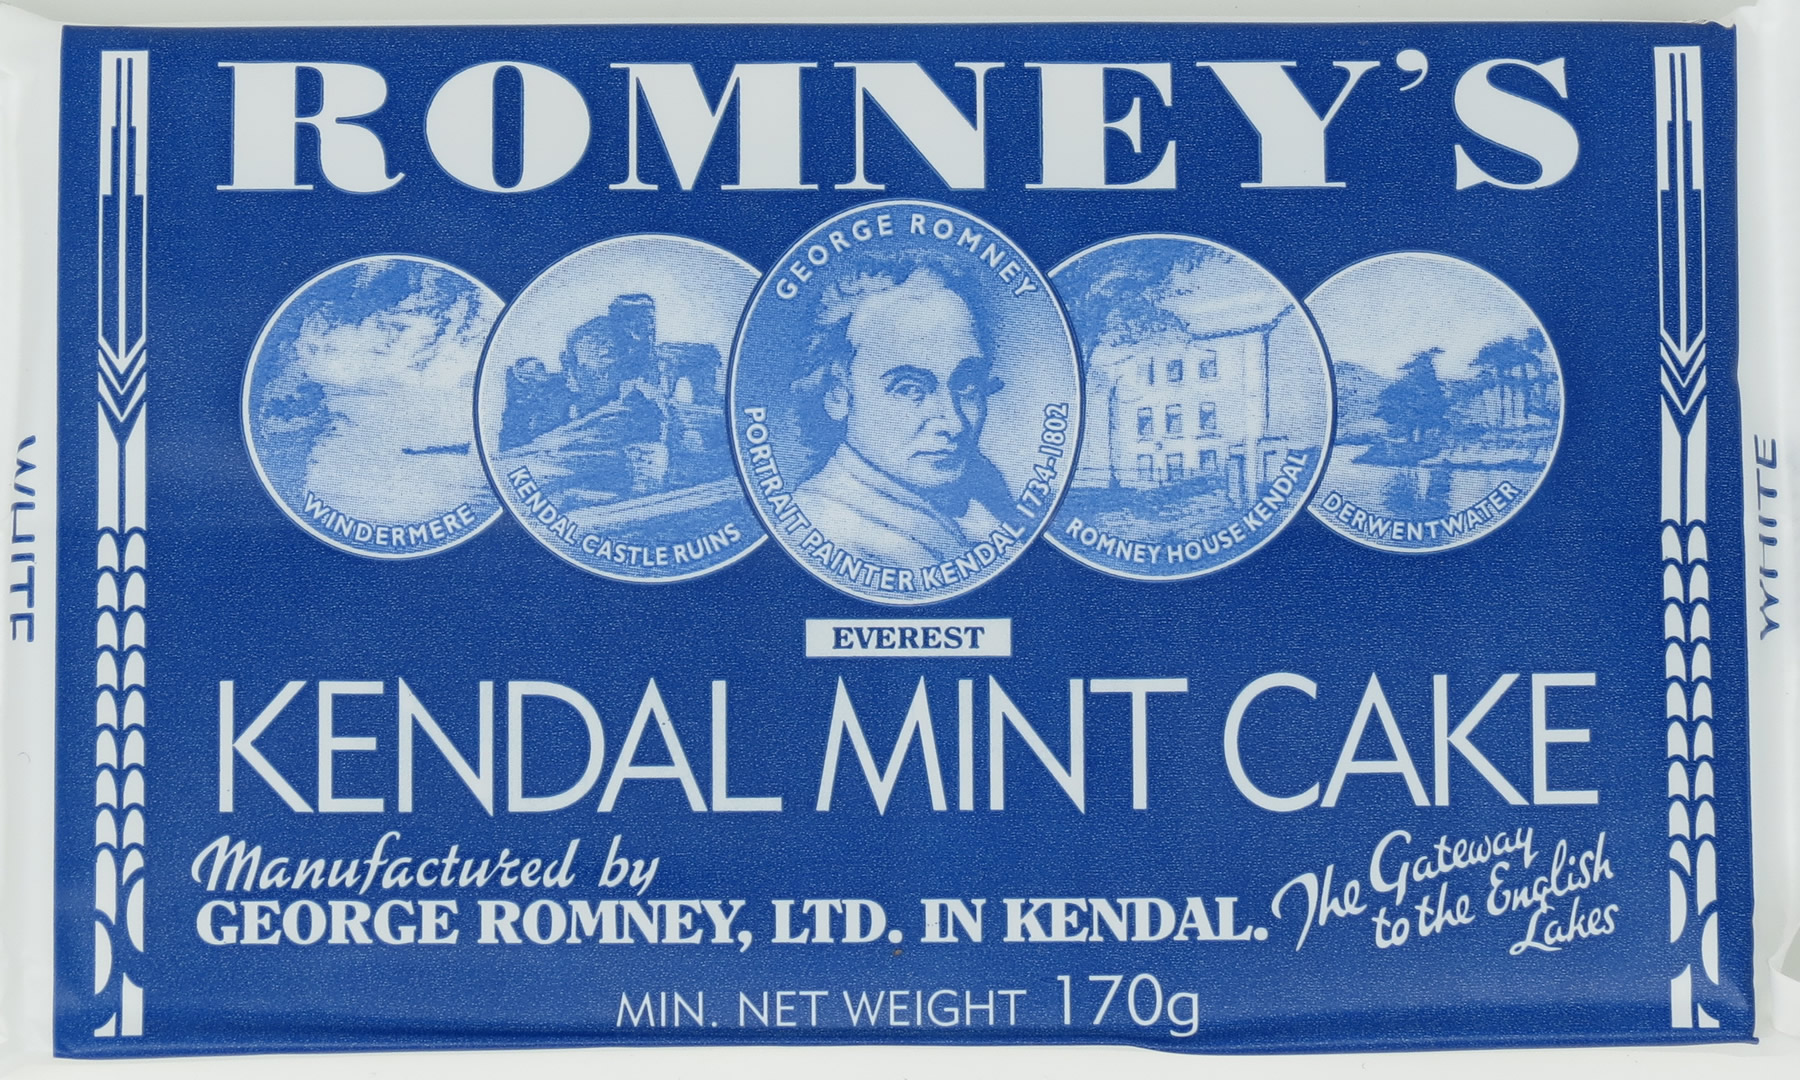 ROMNEY'S
GEORGE ROMNEY
PORTRAIT PAINTER KENDAL 1734-1802
WINDERMERE
KENDAL CASTLE RUINS
ROMNEY HOUSE KENDAL
DERWENTWATER
WHITE
WHITE
EVEREST
KENDAL MINT CAKE
Manufactured by
GEORGE ROMNEY, LTD. IN KENDAL.
The Gateway
to the English
Lakes
MIN. NET WEIGHT 170g